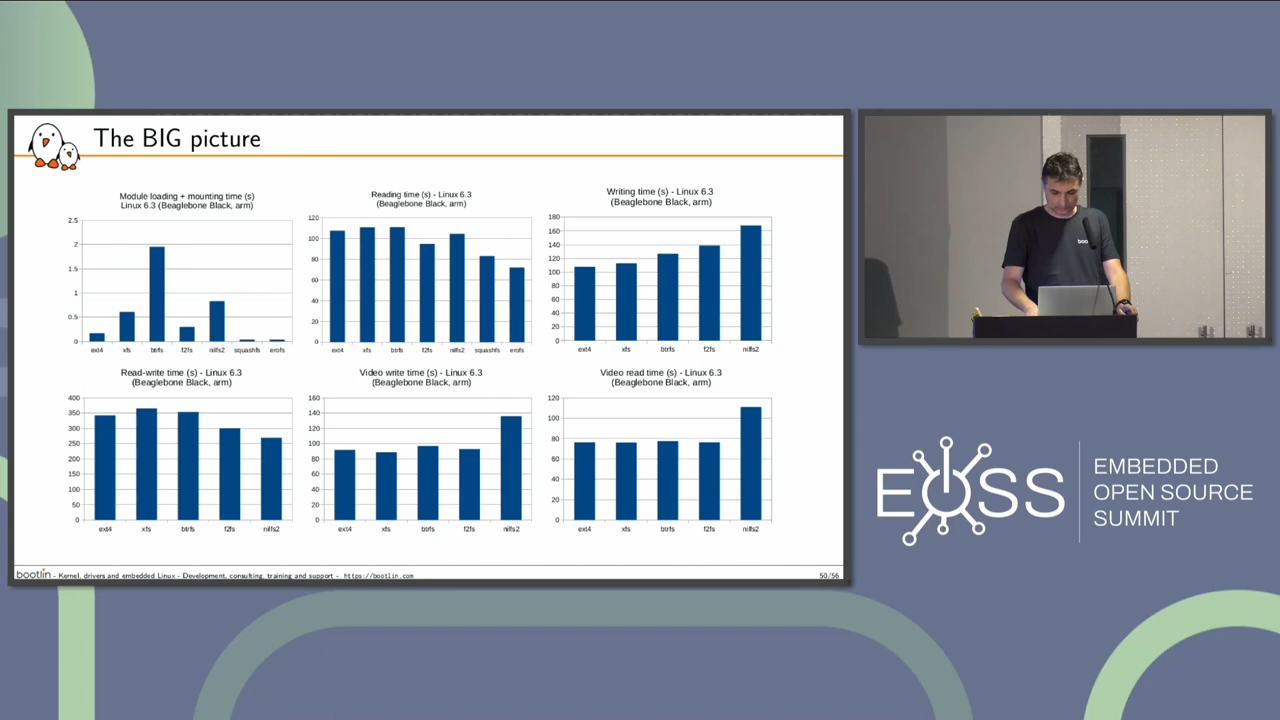 The BIG picture
Module loading + mounting time (s)
Linux 6.3 (Beaglebone Black, arm)
2.5
2
1.5
1
0.5
0
ext4 xfs btrfs f2fs nilfs2 squashfs erofs
Reading time (s) - Linux 6.3
(Beaglebone Black, arm)
120
100
80
60
40
20
0
ext4 xfs btrfs f2fs nilfs2 squashfs erofs
Writing time (s) - Linux 6.3
(Beaglebone Black, arm)
180
160
140
120
100
80
60
40
20
0
ext4 xfs btrfs f2fs nilfs2
Read-write time (s) - Linux 6.3
(Beaglebone Black, arm)
400
350
300
250
200
150
100
50
0
ext4 xfs btrfs f2fs nilfs2
Video write time (s) - Linux 6.3
(Beaglebone Black, arm)
160
140
120
100
80
60
40
20
0
ext4 xfs btrfs f2fs nilfs2
Video read time (s) - Linux 6.3
(Beaglebone Black, arm)
120
100
80
60
40
20
0
ext4 xfs btrfs f2fs nilfs2
bootlin - Kernel, drivers and embedded Linux - Development, consulting, training and support - https://bootlin.com
50/56
boo
EOSS
EMBEDDED
OPEN SOURCE
SUMMIT